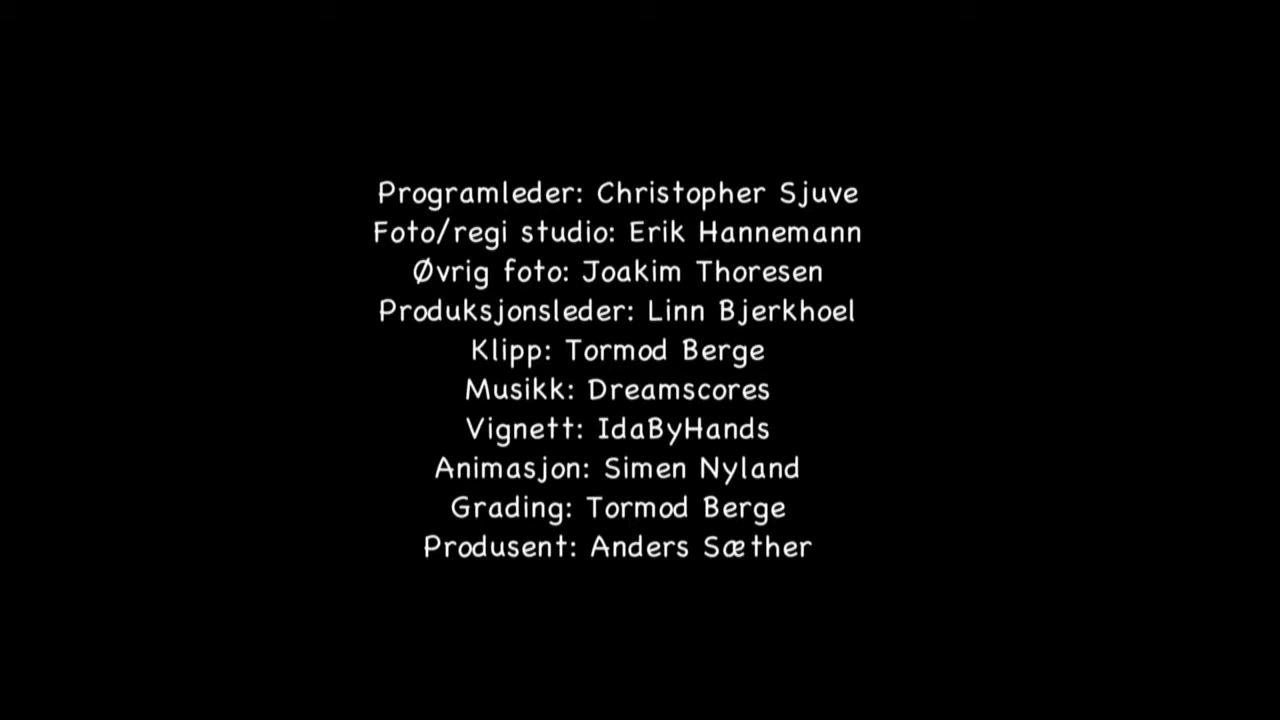 Programleder: Christopher Sjuve
Foto/regi studio: Erik Hannemann
Øvrig foto: Joakim Thoresen
Produksjonsleder: Linn Bjerkhoel
Klipp: Tormod Berge
Musikk: Dreamscores
Vignett: IdaByHands
Animasjon: Simen Nyland
Grading: Tormod Berge
Produsent: Anders Sæther